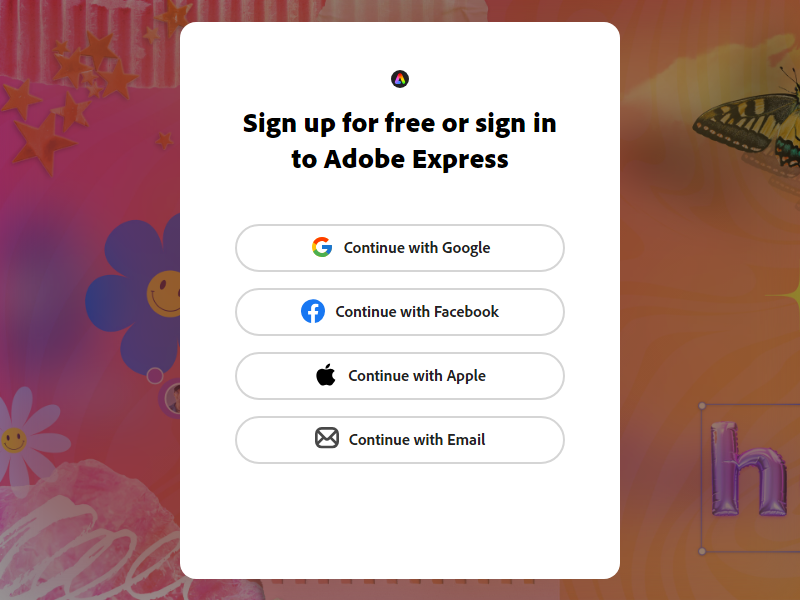 Sign up for free or sign in
to Adobe Express
Continue with Google
Continue with Facebook
Continue with Apple
Continue with Email
h